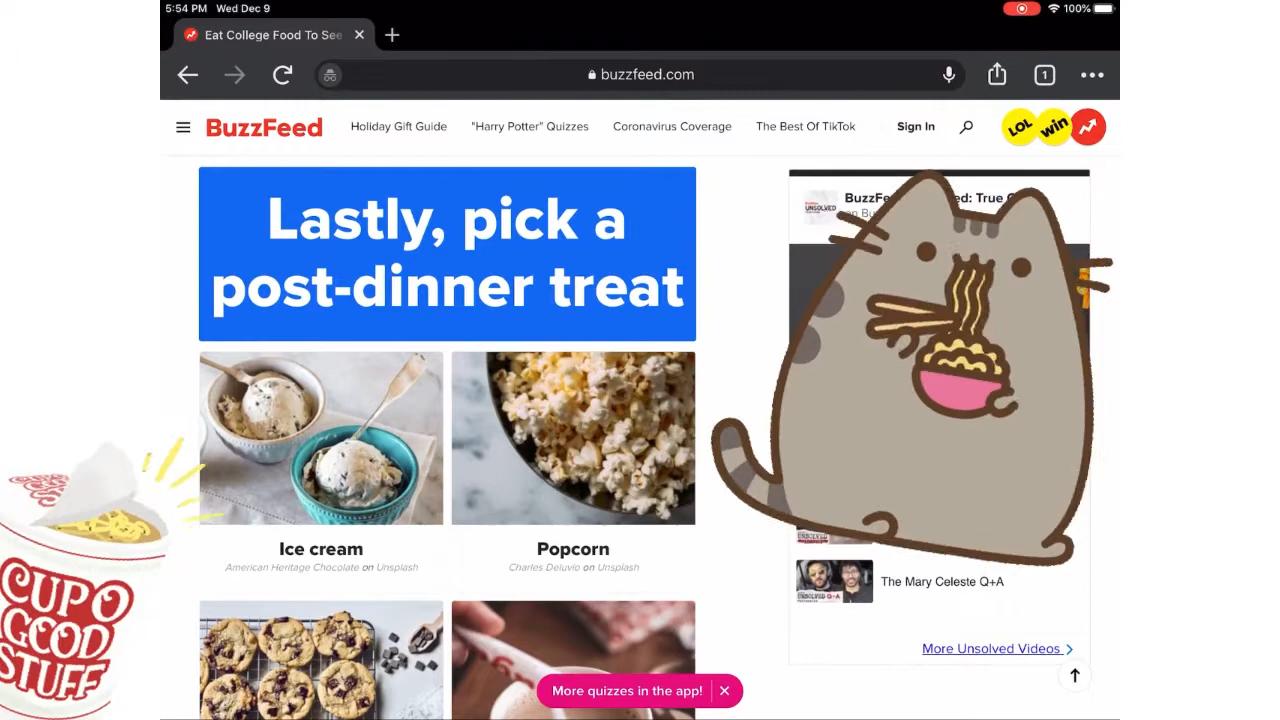 5:54 PM Wed Dec 9
100%
Eat College Food To See
buzzfeed.com
1
BuzzFeed
Holiday Gift Guide
"Harry Potter" Quizzes
Coronavirus Coverage
The Best Of TikTok
Sign In
LOL
win
Lastly, pick a
post-dinner treat
UNSOLVED
Ice cream
American Heritage Chocolate on Unsplash
Popcorn
Charles Deluvio on Unsplash
CUP O
GOOD
STUFF
The Mary Celeste Q+A
More Unsolved Videos
More quizzes in the app!